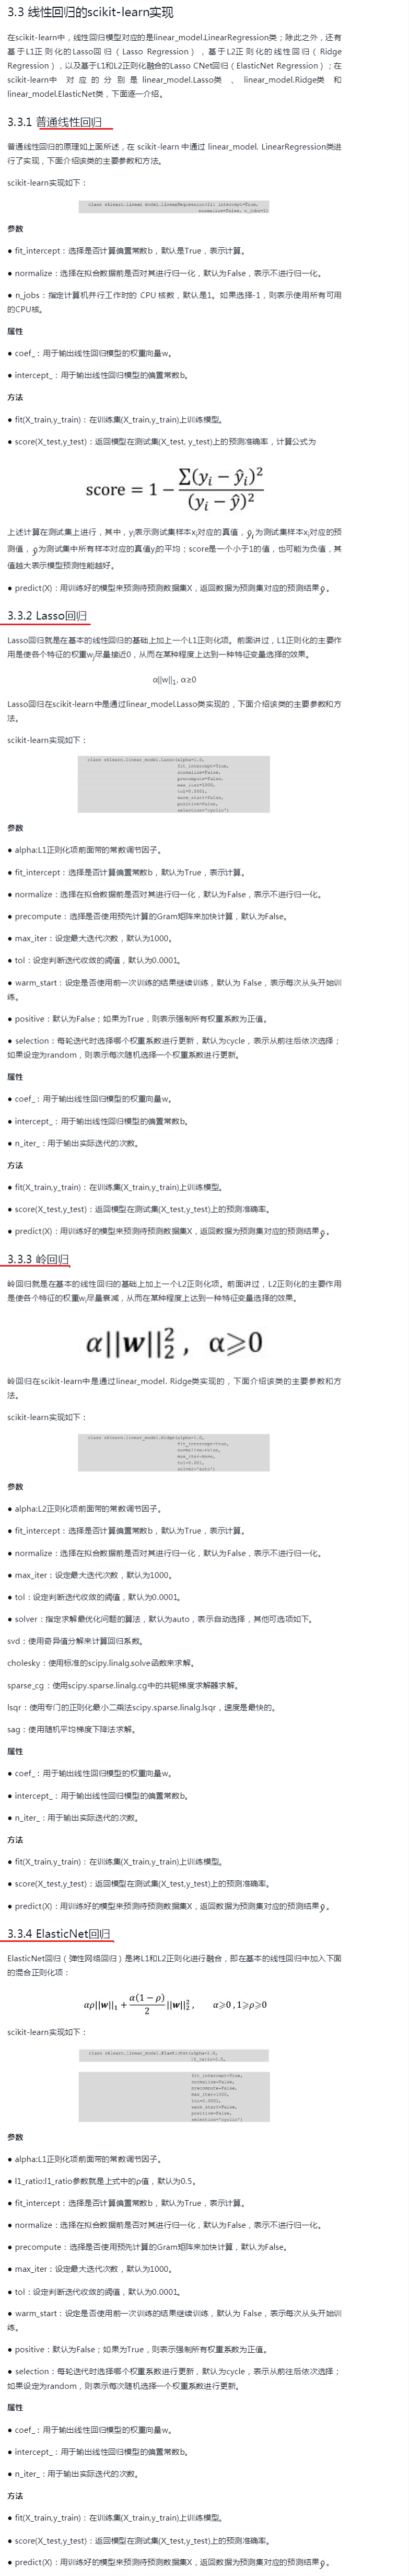 3.3 线性回归的scikit-learn实现
在scikit-learn中，线性回归模型对应的是linear_model.LinearRegression类；除此之外，还有
基于L1正则化的Lasso回归（Lasso Regression），基于L2正则化的线性回归（Ridge
Regression），以及基于L1和L2正则化融合的Lasso CNet回归（ElasticNet Regression）；在
scikit-learn中对应的分别是linear_model.Lasso类、linear_model.Ridge类和
linear_model.ElasticNet类，下面逐一介绍。
3.3.1 普通线性回归
普通线性回归的原理如上面所述，在 scikit-learn 中通过 linear_model. LinearRegression类进
行了实现，下面介绍该类的主要参数和方法。
scikit-learn实现如下：
class sklearn.linear_model.LinearRegression(fit_intercept=True,
normalize=False, n_jobs=1)
参数
● fit_intercept：选择是否计算偏置常数b，默认是True，表示计算。
● normalize：选择在拟合数据前是否对其进行归一化，默认为False，表示不进行归一化。
● n_jobs：指定计算机并行工作时的 CPU 核数，默认是1。如果选择-1，则表示使用所有可用
的CPU核。
属性
● coef_：用于输出线性回归模型的权重向量w。
● intercept_：用于输出线性回归模型的偏置常数b。
方法
● fit(X_train,y_train)：在训练集(X_train,y_train)上训练模型。
● score(X_test,y_test)：返回模型在测试集(X_test, y_test)上的预测准确率，计算公式为
score = 1 − ∑(yᵢ − ŷᵢ)² / (yᵢ − ŷ)²
上述计算在测试集上进行，其中，yᵢ表示测试集样本xᵢ对应的真值，ŷᵢ为测试集样本xᵢ对应的预
测值，ŷ为测试集中所有样本对应的真值yᵢ的平均；score是一个小于1的值，也可能为负值，其
值越大表示模型预测性能越好。
● predict(X)：用训练好的模型来预测待预测数据集X，返回数据为预测集对应的预测结果ŷ。
3.3.2 Lasso回归
Lasso回归就是在基本的线性回归的基础上加上一个L1正则化项。前面讲过，L1正则化的主要作
用是使各个特征的权重wⱼ尽量接近0，从而在某种程度上达到一种特征变量选择的效果。
α||w||₁, α≥0
Lasso回归在scikit-learn中是通过linear_model.Lasso类实现的，下面介绍该类的主要参数和方
法。
scikit-learn实现如下：
class sklearn.linear_model.Lasso(alpha=1.0,
fit_intercept=True,
normalize=False,
precompute=False,
max_iter=1000,
tol=0.0001,
warm_start=False,
positive=False,
selection='cyclic')
参数
● alpha:L1正则化项前面带的常数调节因子。
● fit_intercept：选择是否计算偏置常数b，默认为True，表示计算。
● normalize：选择在拟合数据前是否对其进行归一化，默认为False，表示不进行归一化。
● precompute：选择是否使用预先计算的Gram矩阵来加快计算，默认为False。
● max_iter：设定最大迭代次数，默认为1000。
● tol：设定判断迭代收敛的阈值，默认为0.0001。
● warm_start：设定是否使用前一次训练的结果继续训练，默认为 False，表示每次从头开始训
练。
● positive：默认为False；如果为True，则表示强制所有权重系数为正值。
● selection：每轮迭代时选择哪个权重系数进行更新，默认为cycle，表示从前往后依次选择；
如果设定为random，则表示每次随机选择一个权重系数进行更新。
属性
● coef_：用于输出线性回归模型的权重向量w。
● intercept_：用于输出线性回归模型的偏置常数b。
● n_iter_：用于输出实际迭代的次数。
方法
● fit(X_train,y_train)：在训练集(X_train,y_train)上训练模型。
● score(X_test,y_test)：返回模型在测试集(X_test,y_test)上的预测准确率。
● predict(X)：用训练好的模型来预测待预测数据集X，返回数据为预测集对应的预测结果ŷ。
3.3.3 岭回归
岭回归就是在基本的线性回归的基础上加上一个L2正则化项。前面讲过，L2正则化的主要作用
是使各个特征的权重wᵢ尽量衰减，从而在某种程度上达到一种特征变量选择的效果。
α||w||₂², α⩾0
岭回归在scikit-learn中是通过linear_model. Ridge类实现的，下面介绍该类的主要参数和方
法。
scikit-learn实现如下：
class sklearn.linear_model.Ridge(alpha=1.0,
fit_intercept=True,
normalize=False,
max_iter=None,
tol=0.001,
solver='auto')
参数
● alpha:L2正则化项前面带的常数调节因子。
● fit_intercept：选择是否计算偏置常数b，默认为True，表示计算。
● normalize：选择在拟合数据前是否对其进行归一化，默认为False，表示不进行归一化。
● max_iter：设定最大迭代次数，默认为1000。
● tol：设定判断迭代收敛的阈值，默认为0.0001。
● solver：指定求解最优化问题的算法，默认为auto，表示自动选择，其他可选项如下。
svd：使用奇异值分解来计算回归系数。
cholesky：使用标准的scipy.linalg.solve函数来求解。
sparse_cg：使用scipy.sparse.linalg.cg中的共轭梯度求解器求解。
lsqr：使用专门的正则化最小二乘法scipy.sparse.linalg.lsqr，速度是最快的。
sag：使用随机平均梯度下降法求解。
属性
● coef_：用于输出线性回归模型的权重向量w。
● intercept_：用于输出线性回归模型的偏置常数b。
● n_iter_：用于输出实际迭代的次数。
方法
● fit(X_train,y_train)：在训练集(X_train,y_train)上训练模型。
● score(X_test,y_test)：返回模型在测试集(X_test,y_test)上的预测准确率。
● predict(X)：用训练好的模型来预测待预测数据集X，返回数据为预测集对应的预测结果ŷ。
3.3.4 ElasticNet回归
ElasticNet回归（弹性网络回归）是将L1和L2正则化进行融合，即在基本的线性回归中加入下面
的混合正则化项：
αρ||w||₁ + α(1−ρ)/2 ||w||₂², α⩾0 ,1⩾ρ⩾0
scikit-learn实现如下：
class sklearn.linear_model.ElasticNet(alpha=1.0,
l1_ratio=0.5,
fit_intercept=True,
normalize=False,
precompute=False,
max_iter=1000,
tol=0.0001,
warm_start=False,
positive=False,
selection='cyclic')
参数
● alpha:L1正则化项前面带的常数调节因子。
● l1_ratio:l1_ratio参数就是上式中的ρ值，默认为0.5。
● fit_intercept：选择是否计算偏置常数b，默认为True，表示计算。
● normalize：选择在拟合数据前是否对其进行归一化，默认为False，表示不进行归一化。
● precompute：选择是否使用预先计算的Gram矩阵来加快计算，默认为False。
● max_iter：设定最大迭代次数，默认为1000。
● tol：设定判断迭代收敛的阈值，默认为0.0001。
● warm_start：设定是否使用前一次训练的结果继续训练，默认为 False，表示每次从头开始训
练。
● positive：默认为False；如果为True，则表示强制所有权重系数为正值。
● selection：每轮迭代时选择哪个权重系数进行更新，默认为cycle，表示从前往后依次选择；
如果设定为random，则表示每次随机选择一个权重系数进行更新。
属性
● coef_：用于输出线性回归模型的权重向量w。
● intercept_：用于输出线性回归模型的偏置常数b。
● n_iter_：用于输出实际迭代的次数。
方法
● fit(X_train,y_train)：在训练集(X_train,y_train)上训练模型。
● score(X_test,y_test)：返回模型在测试集(X_test,y_test)上的预测准确率。
● predict(X)：用训练好的模型来预测待预测数据集X，返回数据为预测集对应的预测结果ŷ。